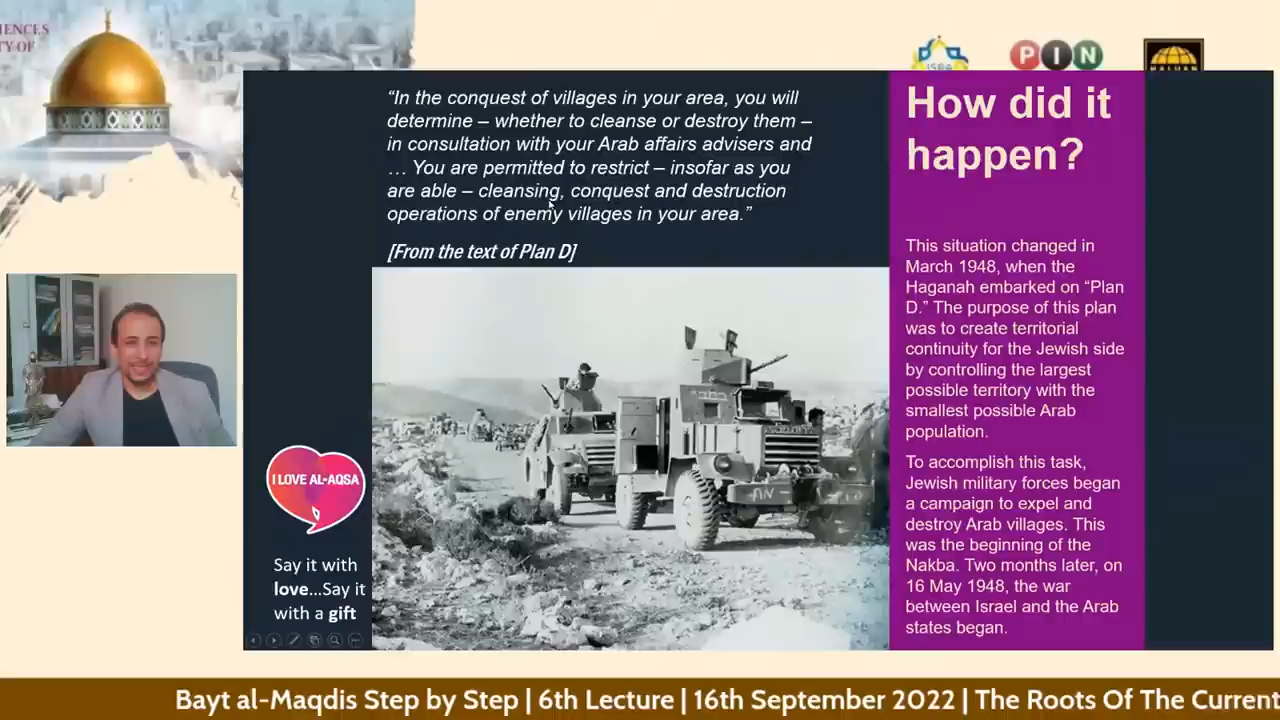 IENCES
TY OF
ISRA
PIN
“In the conquest of villages in your area, you will
determine – whether to cleanse or destroy them –
in consultation with your Arab affairs advisers and
… You are permitted to restrict – insofar as you
are able – cleansing, conquest and destruction
operations of enemy villages in your area.”
[From the text of Plan D]
How did it
happen?
This situation changed in
March 1948, when the
Haganah embarked on “Plan
D.” The purpose of this plan
was to create territorial
continuity for the Jewish side
by controlling the largest
possible territory with the
smallest possible Arab
population.
To accomplish this task,
Jewish military forces began
a campaign to expel and
destroy Arab villages. This
was the beginning of the
Nakba. Two months later, on
16 May 1948, the war
between Israel and the Arab
states began.
I LOVE AL-AQSA
Say it with
love...Say it
with a gift
Bayt al-Maqdis Step by Step | 6th Lecture | 16th September 2022 | The Roots Of The Current